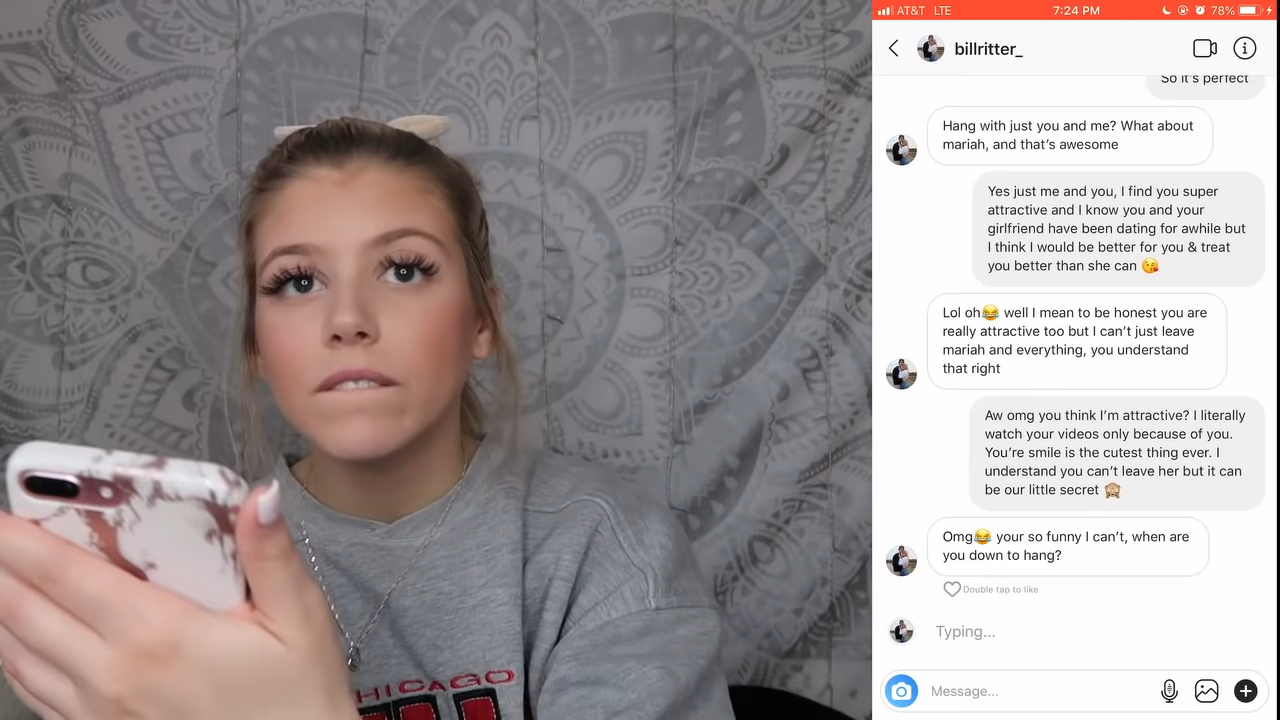 AT&T LTE 7:24 PM 78%
billritter_
So it's perfect
Hang with just you and me? What about
mariah, and that's awesome
Yes just me and you, I find you super
attractive and I know you and your
girlfriend have been dating for awhile but
I think I would be better for you & treat
you better than she can 😘
Lol oh😂 well I mean to be honest you are
really attractive too but I can't just leave
mariah and everything, you understand
that right
Aw omg you think I'm attractive? I literally
watch your videos only because of you.
You're smile is the cutest thing ever. I
understand you can't leave her but it can
be our little secret 🙈
Omg😂 your so funny I can't, when are
you down to hang?
Double tap to like
Typing...
Message...
CHICAGO